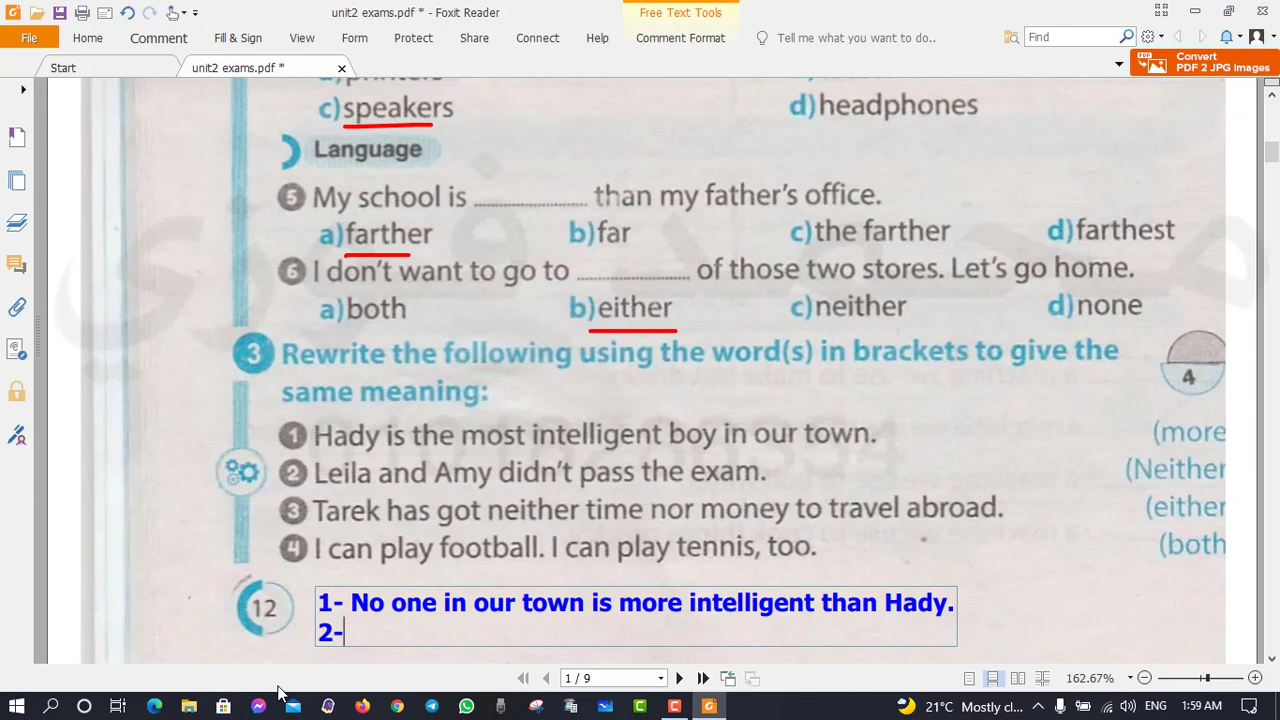 unit2 exams.pdf * - Foxit Reader
Free Text Tools
File
Home
Comment
Fill & Sign
View
Form
Protect
Share
Connect
Help
Comment Format
Tell me what you want to do..
Find
Start
unit2 exams.pdf *
Convert
PDF 2 JPG Images
c) speakers
d) headphones
Language
5 My school is ............ than my father's office.
a) farther b) far c) the farther d) farthest
6 I don't want to go to ............ of those two stores. Let's go home.
a) both b) either c) neither d) none
3 Rewrite the following using the word(s) in brackets to give the
same meaning:
4
1 Hady is the most intelligent boy in our town. (more
2 Leila and Amy didn't pass the exam. (Neither
3 Tarek has got neither time nor money to travel abroad. (either
4 I can play football. I can play tennis, too. (both
12
1- No one in our town is more intelligent than Hady.
2-
1 / 9
162.67%
21°C Mostly cl...
ENG
1:59 AM